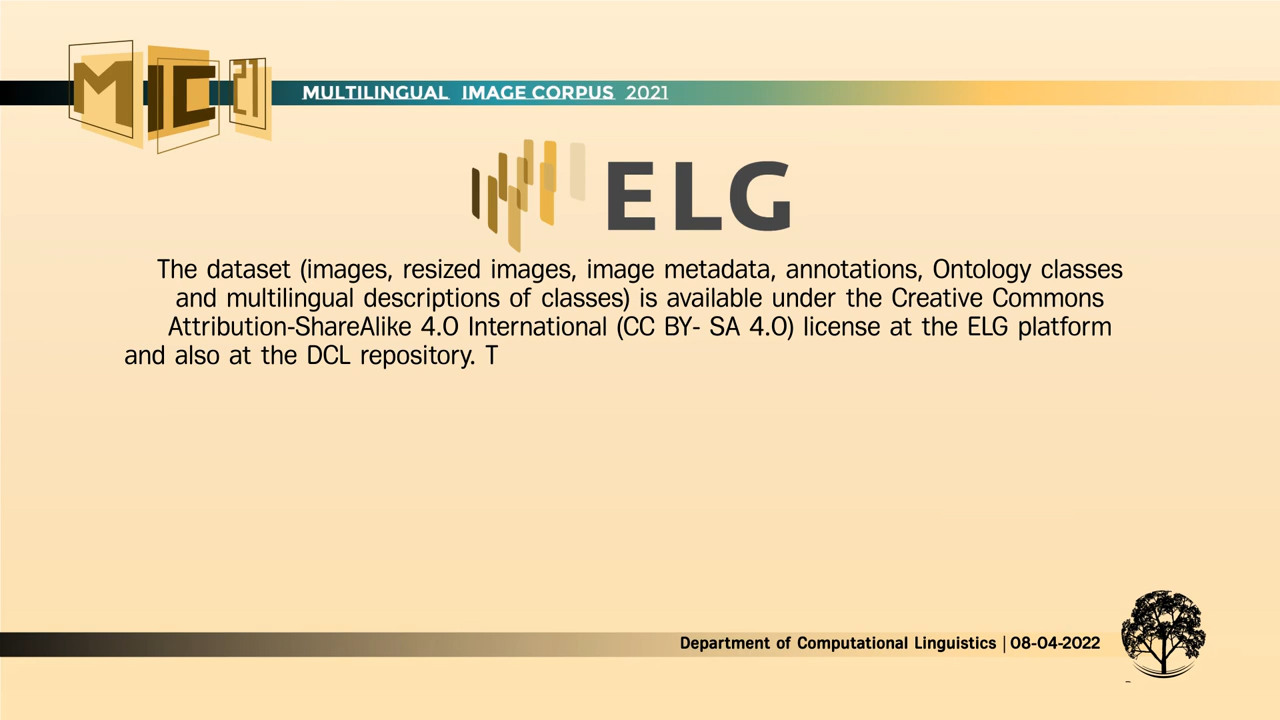 MIC 21
MULTILINGUAL IMAGE CORPUS 2021
ELG
The dataset (images, resized images, image metadata, annotations, Ontology classes
and multilingual descriptions of classes) is available under the Creative Commons
Attribution-ShareAlike 4.0 International (CC BY- SA 4.0) license at the ELG platform
and also at the DCL repository. T
Department of Computational Linguistics | 08-04-2022